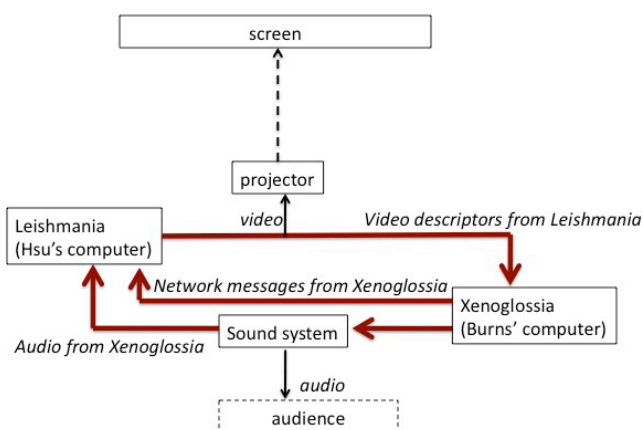 screen
projector
video
Video descriptors from Leishmania
Leishmania
(Hsu's computer)
Network messages from Xenoglossia
Xenoglossia
(Burns' computer)
Sound system
Audio from Xenoglossia
audio
audience